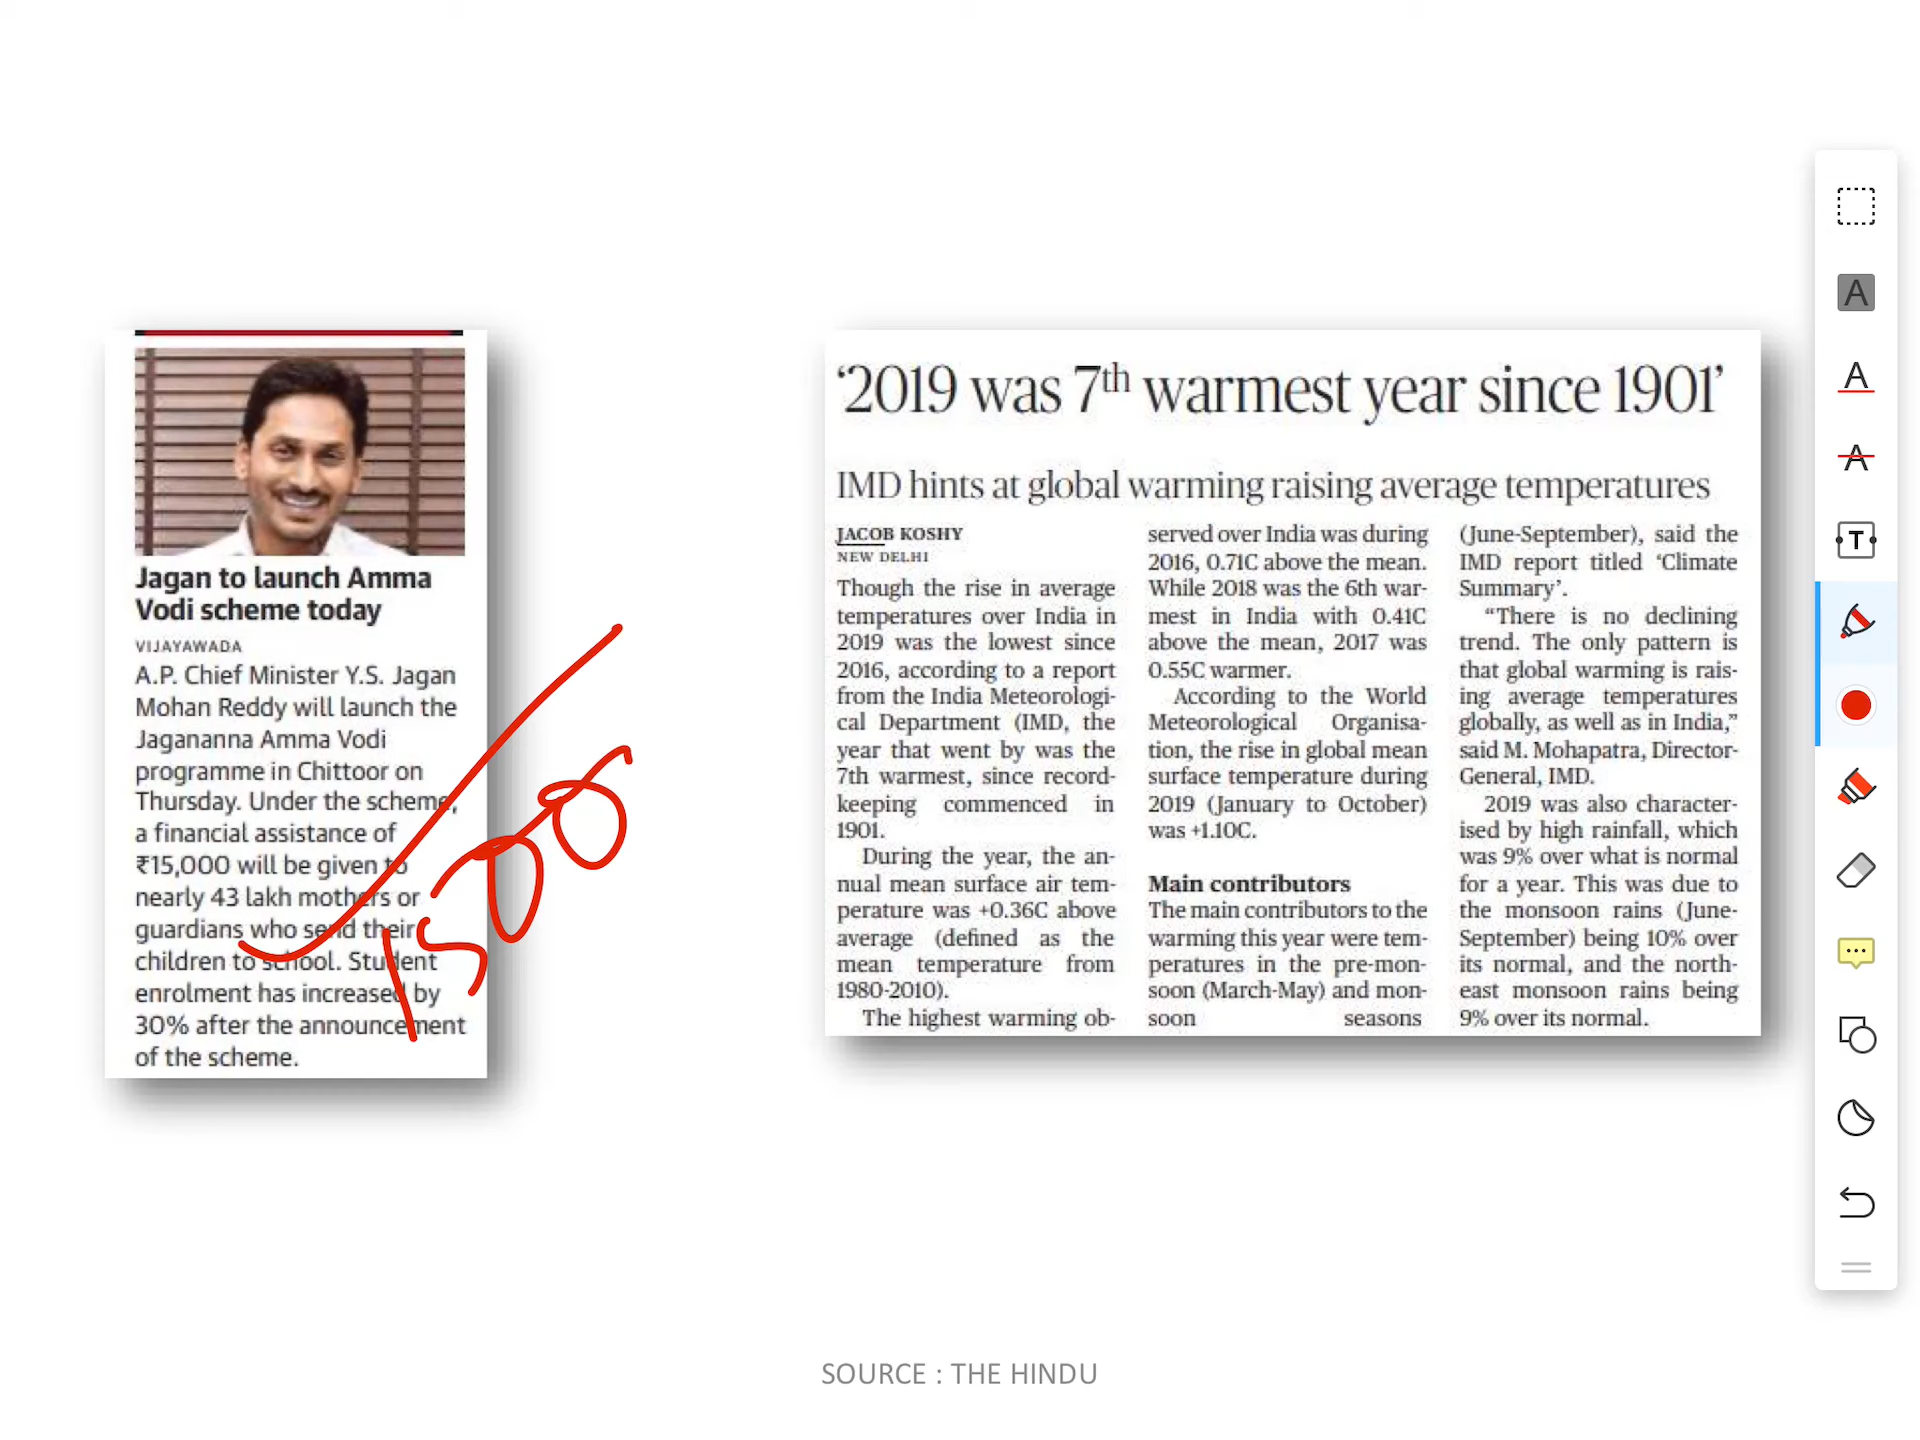 Jagan to launch Amma
Vodi scheme today
VIJAYAWADA
A.P. Chief Minister Y.S. Jagan
Mohan Reddy will launch the
Jagananna Amma Vodi
programme in Chittoor on
Thursday. Under the scheme,
a financial assistance of
₹15,000 will be given to
nearly 43 lakh mothers or
guardians who send their
children to school. Student
enrolment has increased by
30% after the announcement
of the scheme.
‘2019 was 7th warmest year since 1901’
IMD hints at global warming raising average temperatures
JACOB KOSHY
NEW DELHI
Though the rise in average
temperatures over India in
2019 was the lowest since
2016, according to a report
from the India Meteorologi-
cal Department (IMD, the
year that went by was the
7th warmest, since record-
keeping commenced in
1901.
During the year, the an-
nual mean surface air tem-
perature was +0.36C above
average (defined as the
mean temperature from
1980-2010).
The highest warming ob-
served over India was during
2016, 0.71C above the mean.
While 2018 was the 6th war-
mest in India with 0.41C
above the mean, 2017 was
0.55C warmer.
According to the World
Meteorological Organisa-
tion, the rise in global mean
surface temperature during
2019 (January to October)
was +1.10C.
Main contributors
The main contributors to the
warming this year were tem-
peratures in the pre-mon-
soon (March-May) and mon-
soon seasons
(June-September), said the
IMD report titled ‘Climate
Summary’.
“There is no declining
trend. The only pattern is
that global warming is rais-
ing average temperatures
globally, as well as in India,”
said M. Mohapatra, Director-
General, IMD.
2019 was also character-
ised by high rainfall, which
was 9% over what is normal
for a year. This was due to
the monsoon rains (June-
September) being 10% over
its normal, and the north-
east monsoon rains being
9% over its normal.
SOURCE : THE HINDU